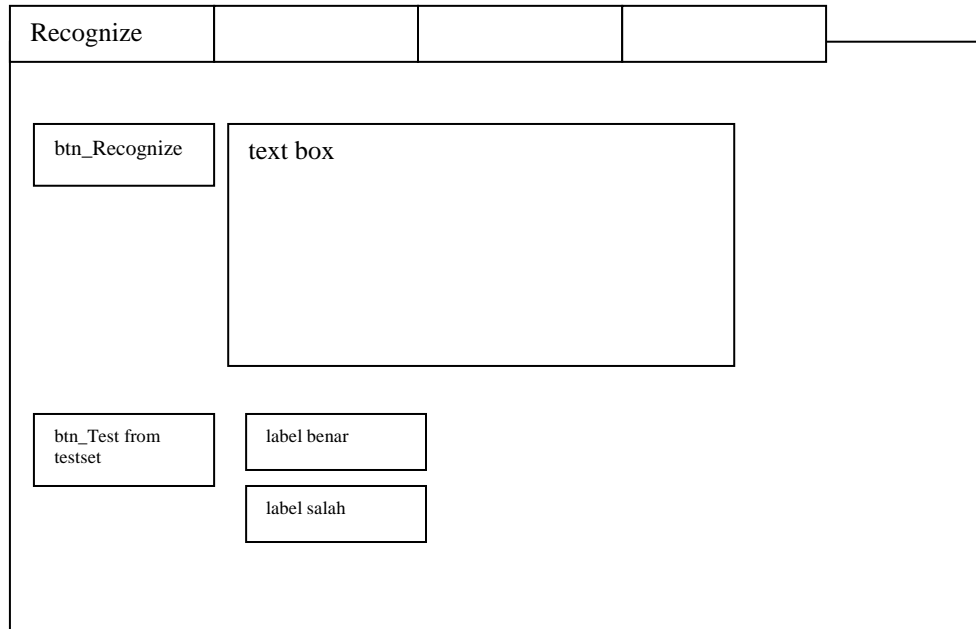 Recognize
btn_Recognize
text box
btn_Test from
testset
label benar
label salah